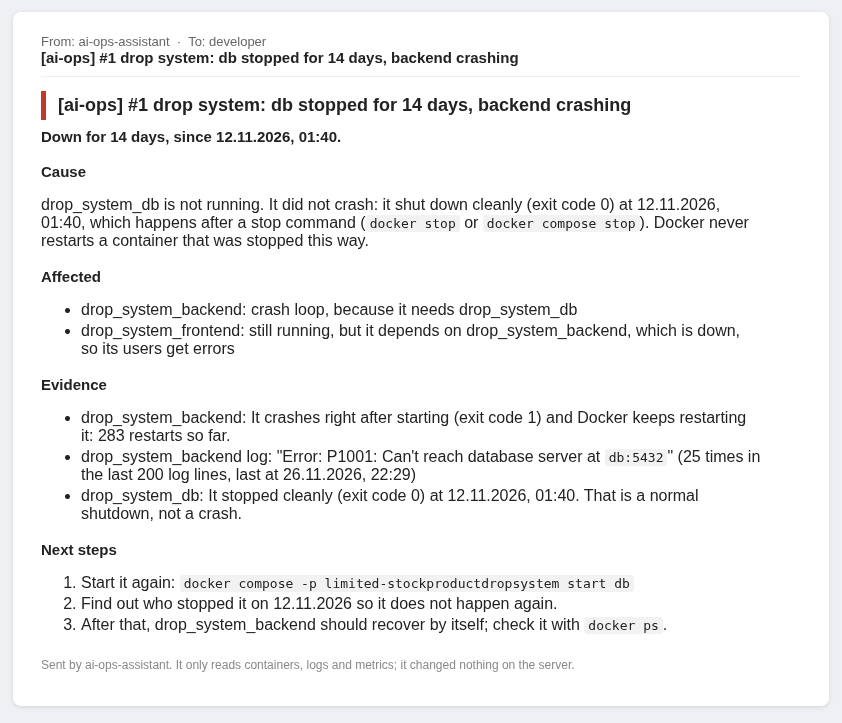 From: ai-ops-assistant · To: developer
[ai-ops] #1 drop system: db stopped for 14 days, backend crashing
[ai-ops] #1 drop system: db stopped for 14 days, backend crashing
Down for 14 days, since 12.11.2026, 01:40.
Cause
drop_system_db is not running. It did not crash: it shut down cleanly (exit code 0) at 12.11.2026,
01:40, which happens after a stop command ( docker stop or docker compose stop ). Docker never
restarts a container that was stopped this way.
Affected
• drop_system_backend: crash loop, because it needs drop_system_db
• drop_system_frontend: still running, but it depends on drop_system_backend, which is down,
so its users get errors
Evidence
• drop_system_backend: It crashes right after starting (exit code 1) and Docker keeps restarting
it: 283 restarts so far.
• drop_system_backend log: "Error: P1001: Can't reach database server at db:5432 " (25 times in
the last 200 log lines, last at 26.11.2026, 22:29)
• drop_system_db: It stopped cleanly (exit code 0) at 12.11.2026, 01:40. That is a normal
shutdown, not a crash.
Next steps
1. Start it again: docker compose -p limited-stockproductdropsystem start db
2. Find out who stopped it on 12.11.2026 so it does not happen again.
3. After that, drop_system_backend should recover by itself; check it with docker ps .
Sent by ai-ops-assistant. It only reads containers, logs and metrics; it changed nothing on the server.